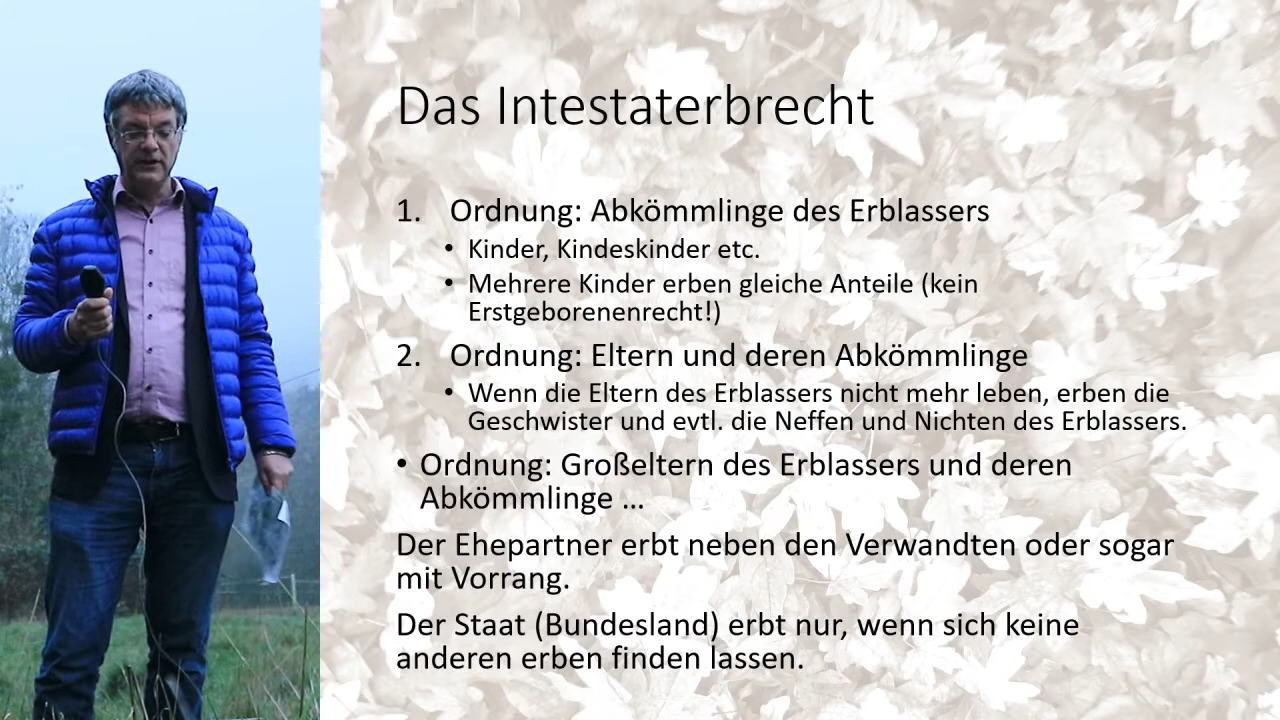 Das Intestaterbrecht
1. Ordnung: Abkömmlinge des Erblassers
• Kinder, Kindeskinder etc.
• Mehrere Kinder erben gleiche Anteile (kein
Erstgeborenenrecht!)
2. Ordnung: Eltern und deren Abkömmlinge
• Wenn die Eltern des Erblassers nicht mehr leben, erben die
Geschwister und evtl. die Neffen und Nichten des Erblassers.
• Ordnung: Großeltern des Erblassers und deren
Abkömmlinge ...
Der Ehepartner erbt neben den Verwandten oder sogar
mit Vorrang.
Der Staat (Bundesland) erbt nur, wenn sich keine
anderen erben finden lassen.